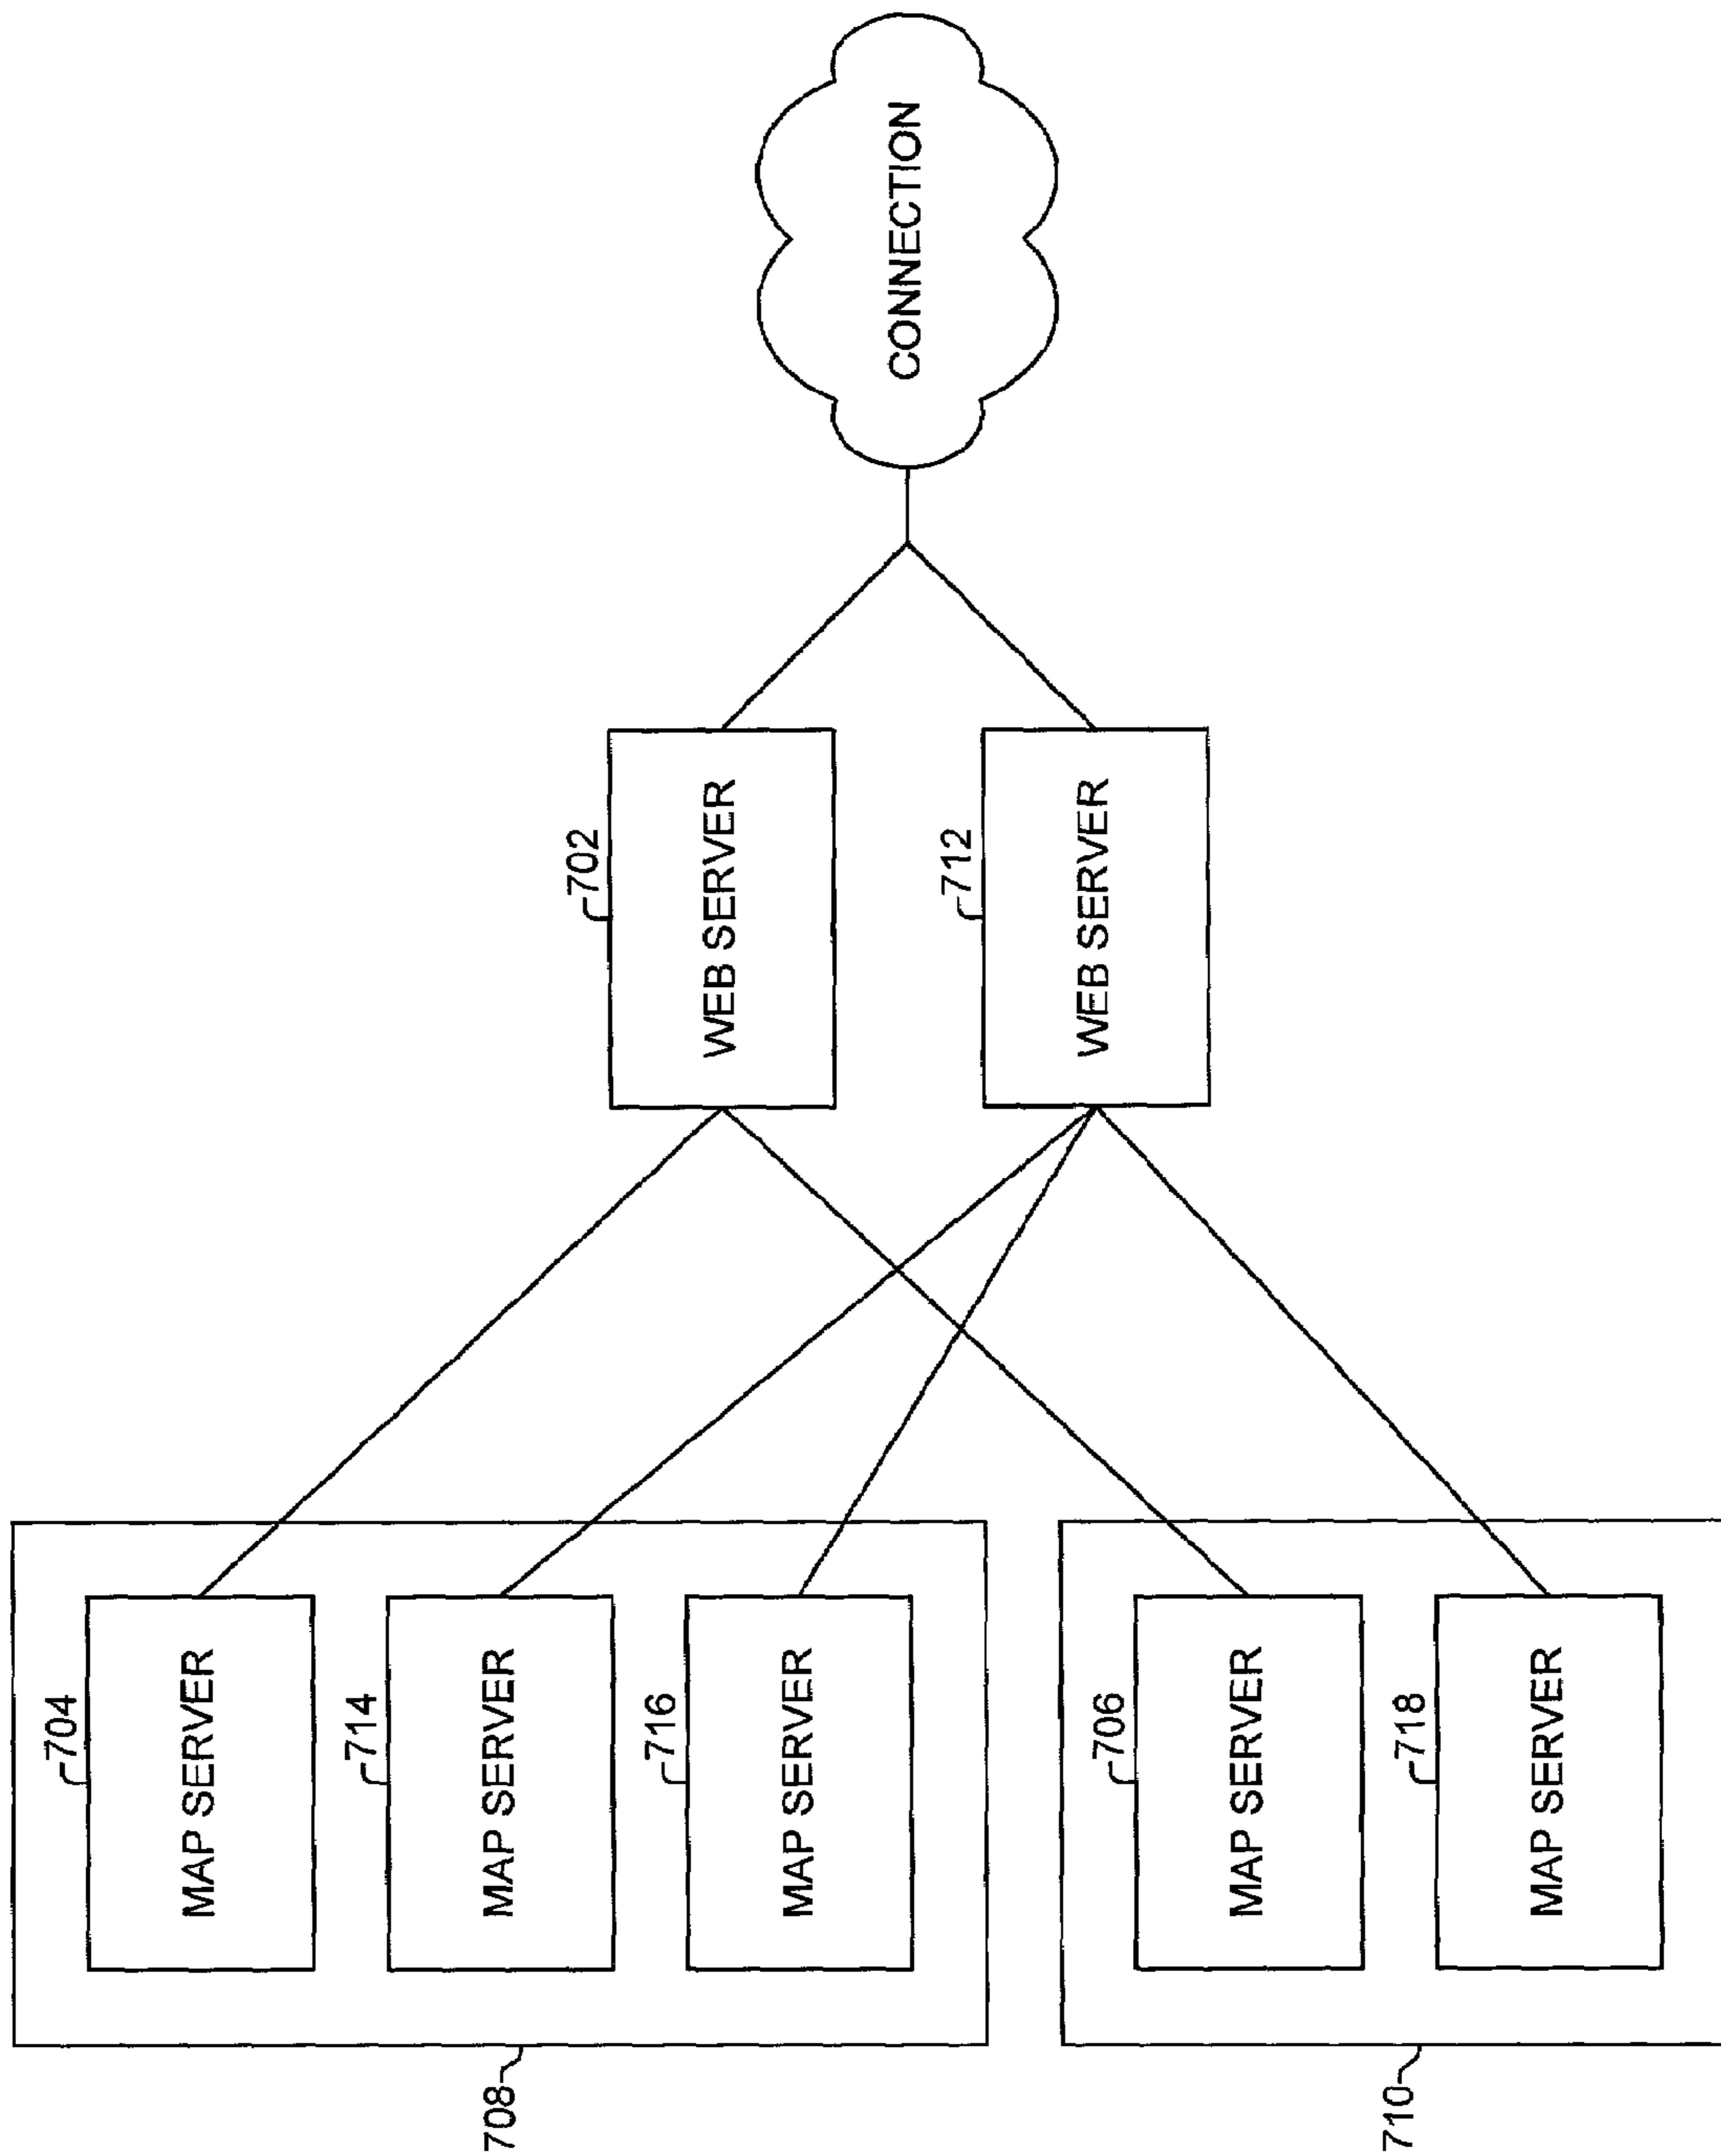 CONNECTION
702
WEB SERVER
712
WEB SERVER
704
MAP SERVER
714
MAP SERVER
716
MAP SERVER
706
MAP SERVER
718
MAP SERVER
708
710